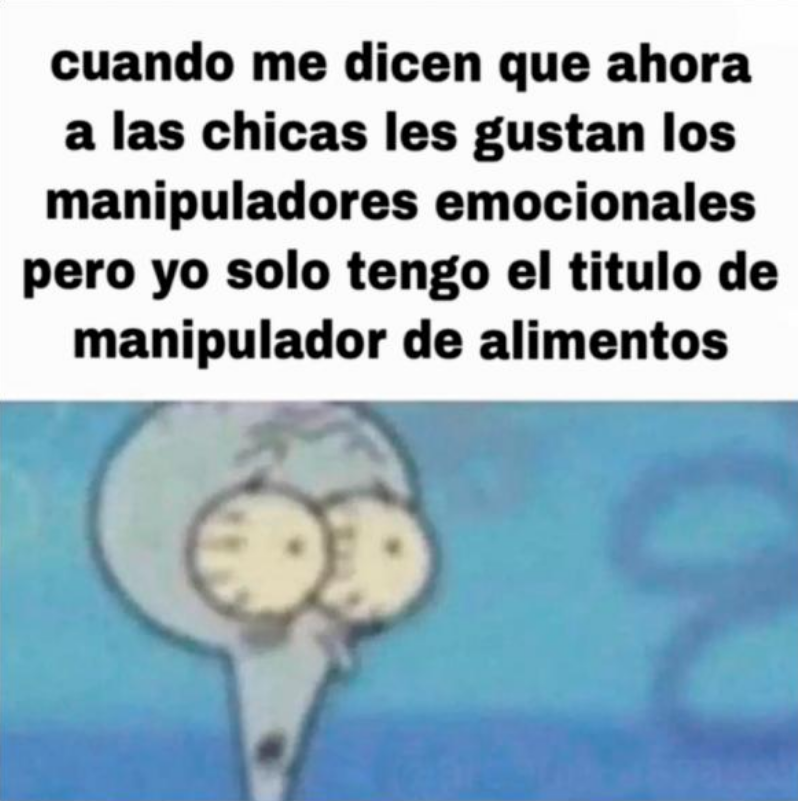 cuando me dicen que ahora
a las chicas les gustan los
manipuladores emocionales
pero yo solo tengo el titulo de
manipulador de alimentos